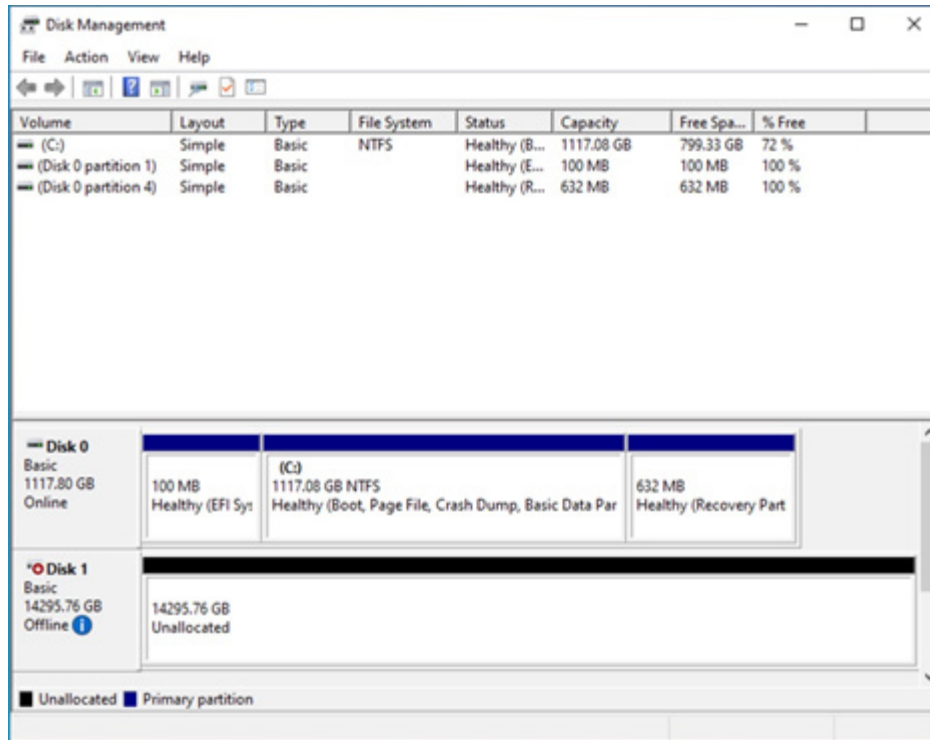 Disk Management
File Action View Help
Volume Layout Type File System Status Capacity Free Spa... % Free
(C:) Simple Basic NTFS Healthy (B... 1117.08 GB 799.33 GB 72 %
(Disk 0 partition 1) Simple Basic Healthy (E... 100 MB 100 MB 100 %
(Disk 0 partition 4) Simple Basic Healthy (R... 632 MB 632 MB 100 %
Disk 0
Basic
1117.80 GB
Online
100 MB
Healthy (EFI Sys
(C:)
1117.08 GB NTFS
Healthy (Boot, Page File, Crash Dump, Basic Data Par
632 MB
Healthy (Recovery Part
Disk 1
Basic
14295.76 GB
Offline
14295.76 GB
Unallocated
Unallocated Primary partition